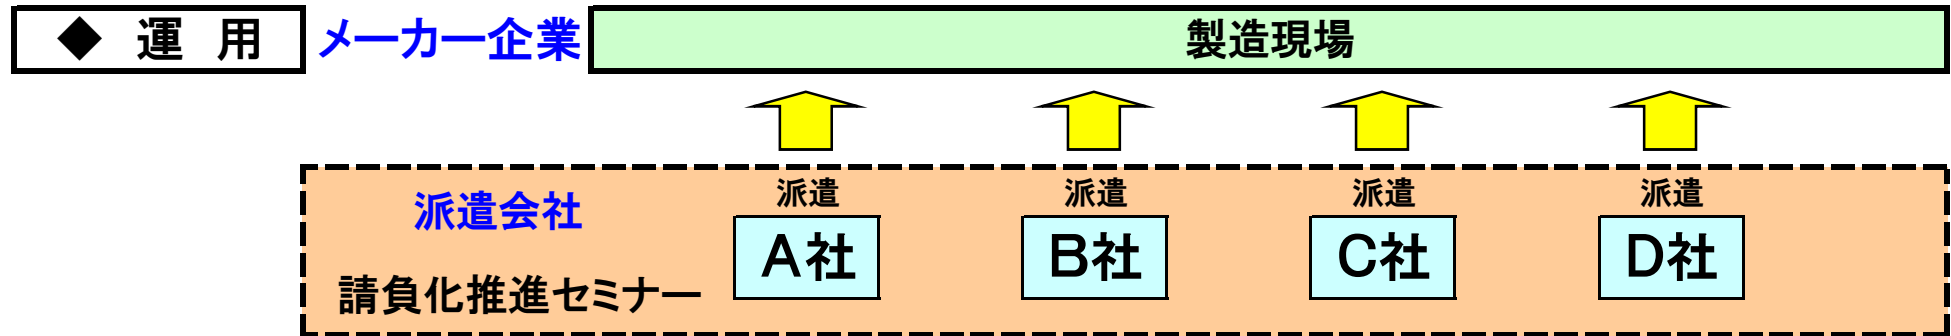 ◆ 運 用
メーカー企業
製造現場
派遣 派遣 派遣 派遣
派遣会社
A社 B社 C社 D社
請負化推進セミナー